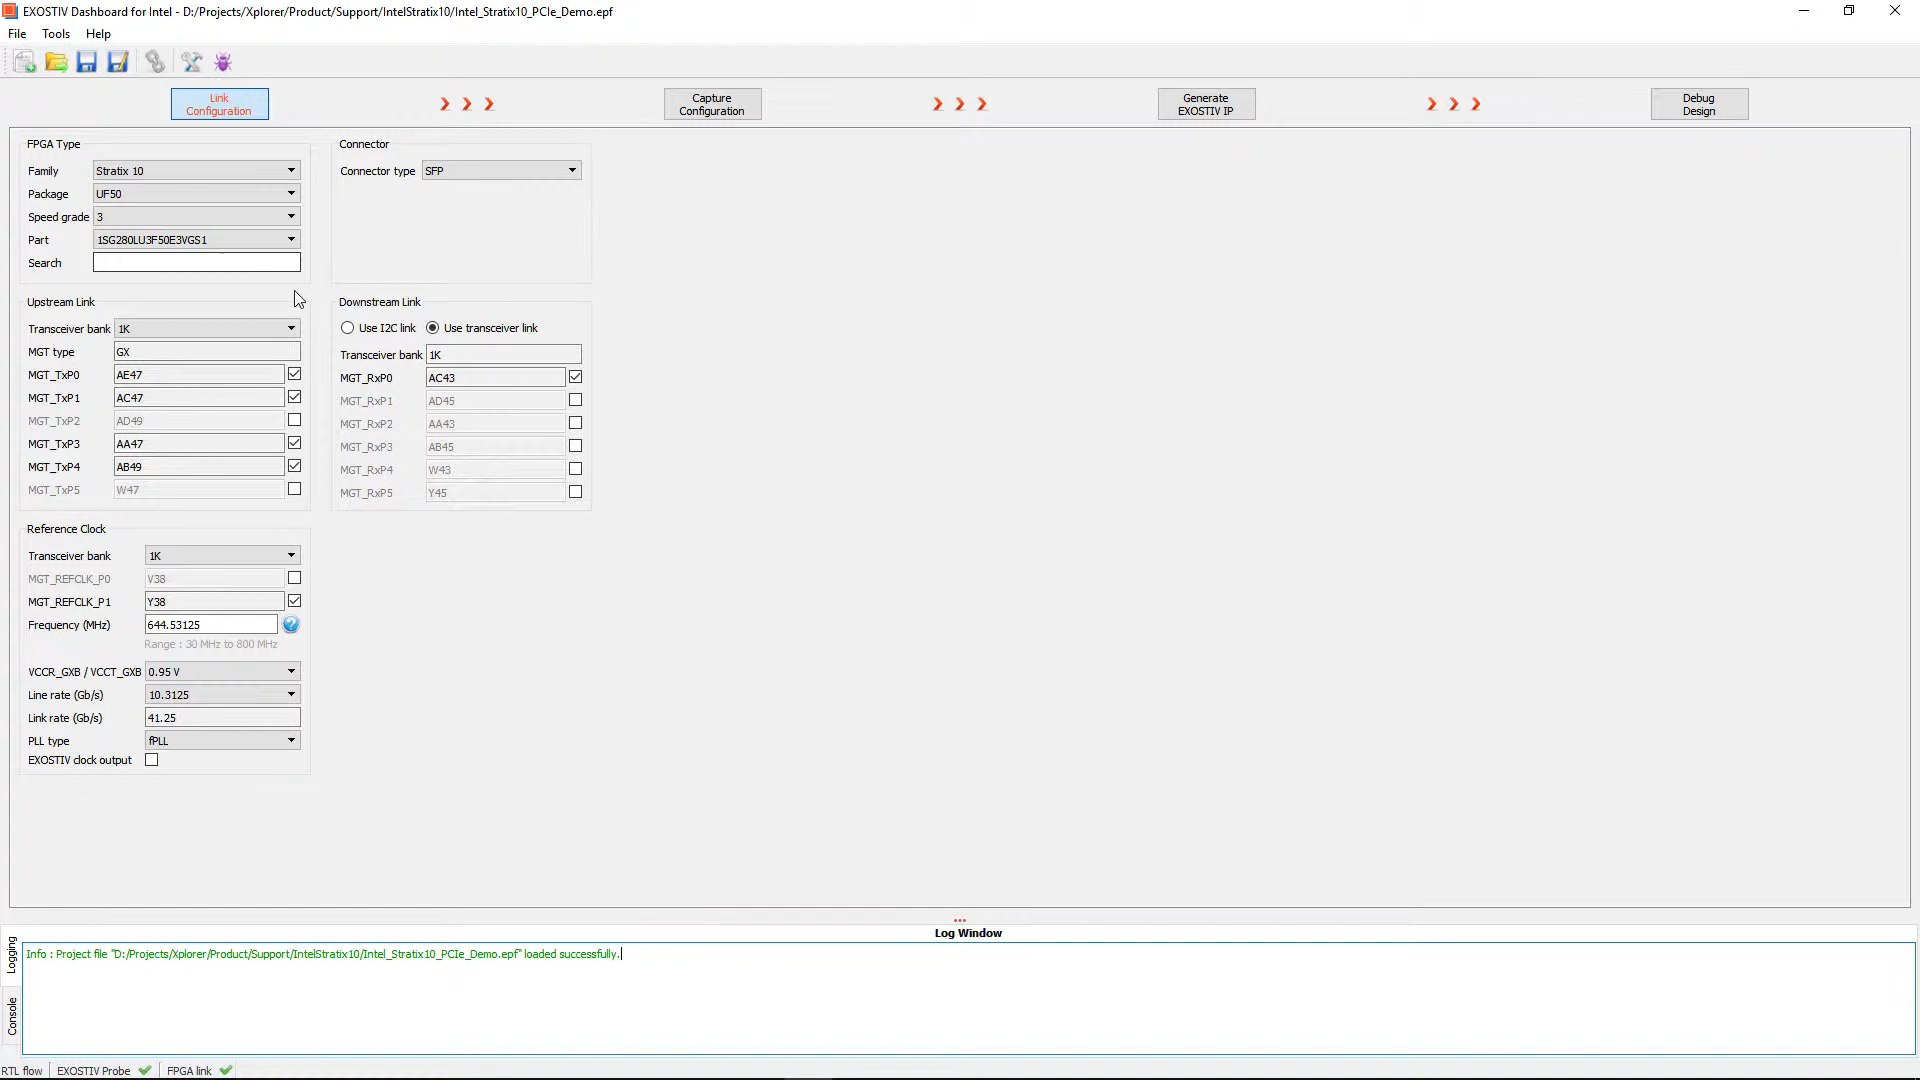 EXOSTIV Dashboard for Intel - D:/Projects/Xplorer/Product/Support/IntelStratix10/Intel_Stratix10_PCIe_Demo.epf
File Tools Help
Link Configuration
Capture Configuration
Generate EXOSTIV IP
Debug Design
FPGA Type
Family Stratix 10
Package UF50
Speed grade 3
Part 1SG280LU3F50E3VGS1
Search
Connector
Connector type SFP
Upstream Link
Transceiver bank 1K
MGT type GX
MGT_TxP0 AE47
MGT_TxP1 AC47
MGT_TxP2 AD49
MGT_TxP3 AA47
MGT_TxP4 AB49
MGT_TxP5 W47
Downstream Link
Use I2C link Use transceiver link
Transceiver bank 1K
MGT_RxP0 AC43
MGT_RxP1 AD45
MGT_RxP2 AA43
MGT_RxP3 AB45
MGT_RxP4 W43
MGT_RxP5 Y45
Reference Clock
Transceiver bank 1K
MGT_REFCLK_P0 V38
MGT_REFCLK_P1 Y38
Frequency (MHz) 644.53125
Range : 30 MHz to 800 MHz
VCCR_GXB / VCCT_GXB 0.95 V
Line rate (Gb/s) 10.3125
Link rate (Gb/s) 41.25
PLL type fPLL
EXOSTIV clock output
Log Window
Logging
Console
Info : Project file "D:/Projects/Xplorer/Product/Support/IntelStratix10/Intel_Stratix10_PCIe_Demo.epf" loaded successfully.
RTL flow EXOSTIV Probe FPGA link